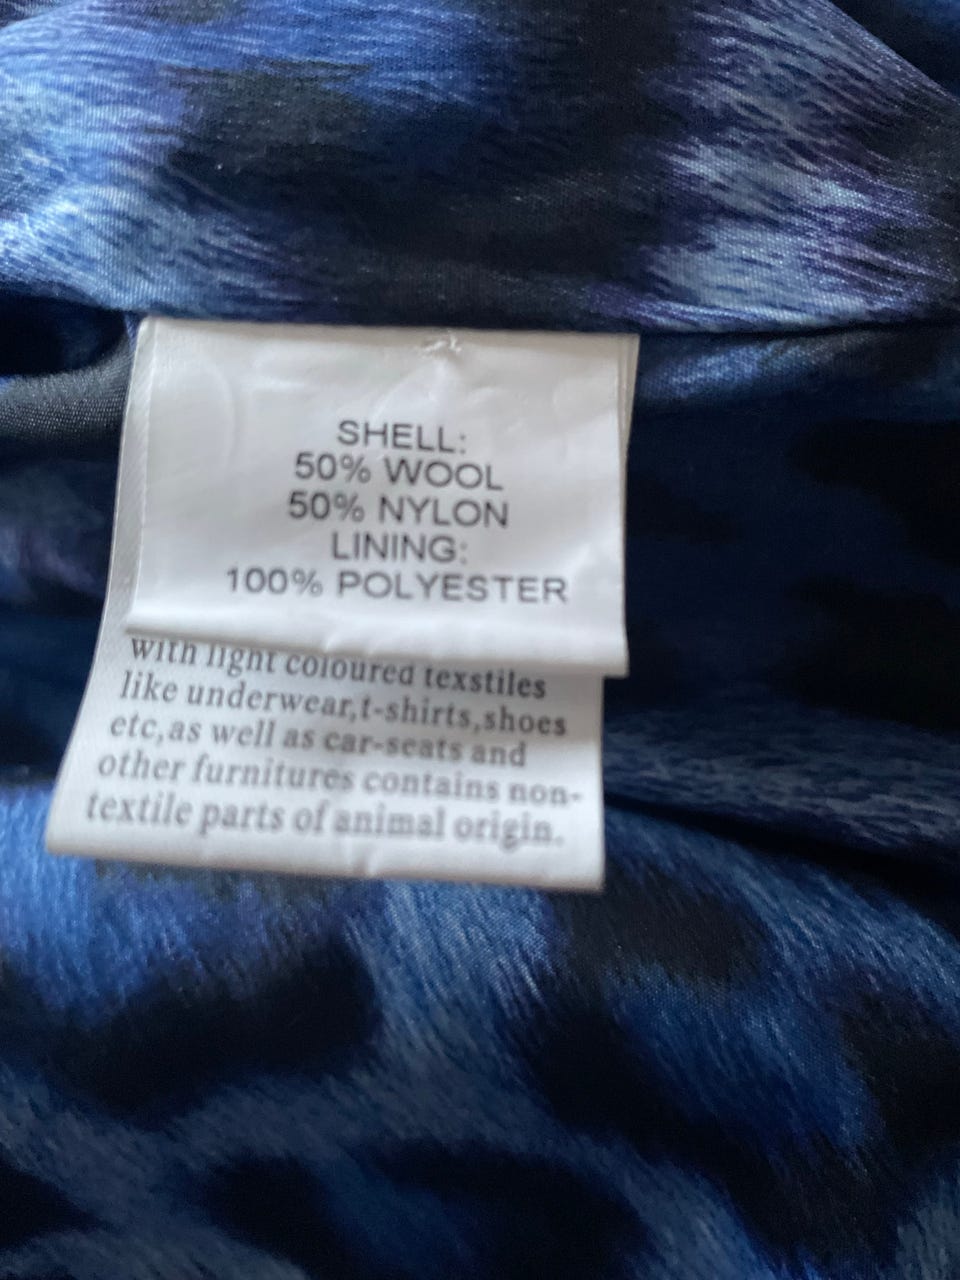 SHELL:
50% WOOL
50% NYLON
LINING:
100% POLYESTER
with light coloured texstiles
like underwear,t-shirts,shoes
etc,as well as car-seats and
other furnitures contains non-
textile parts of animal origin.